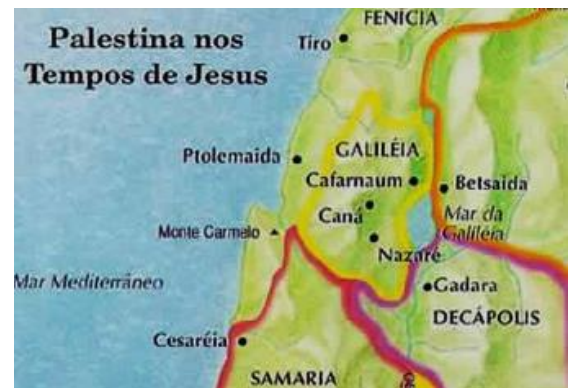 Palestina nos
Tempos de Jesus
FENÍCIA
Tiro
Ptolemaida
GALILÉIA
Cafarnaum
Betsaida
Caná
Mar da
Galiléia
Monte Carmelo
Nazaré
Mar Mediterrâneo
Gadara
DECÁPOLIS
Cesaréia
SAMARIA